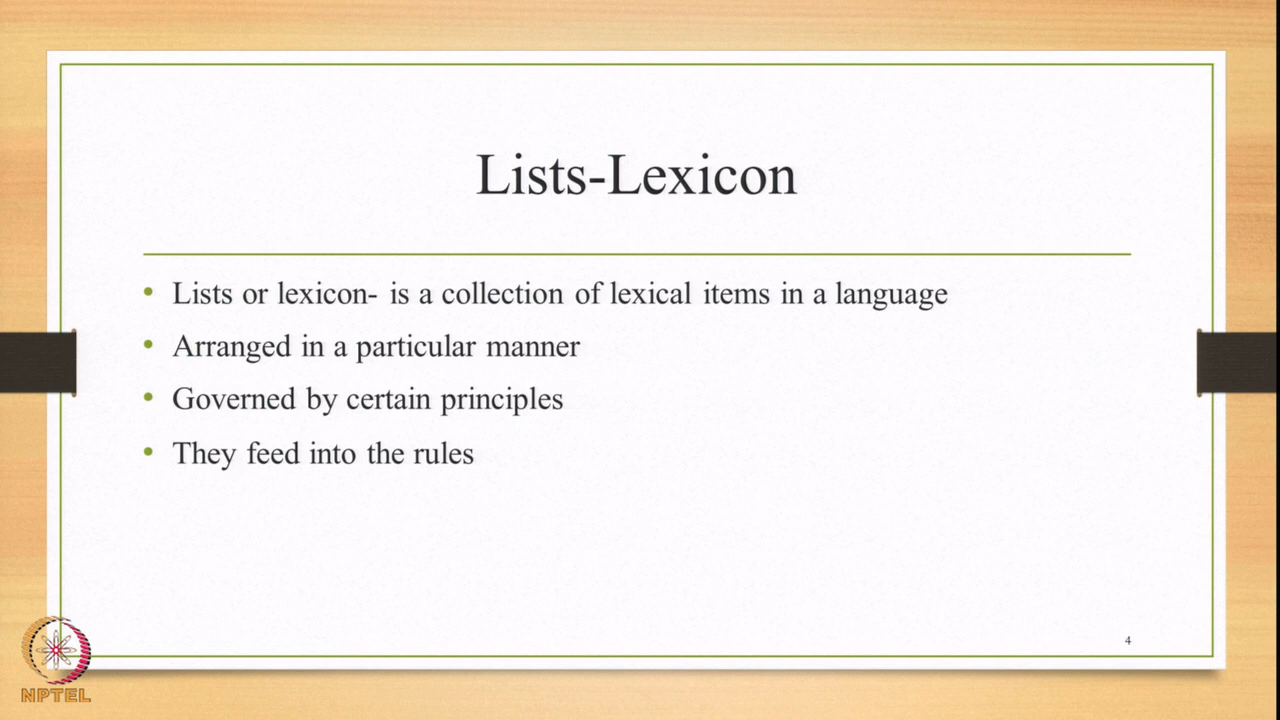 Lists-Lexicon
• Lists or lexicon- is a collection of lexical items in a language
• Arranged in a particular manner
• Governed by certain principles
• They feed into the rules
4
NPTEL